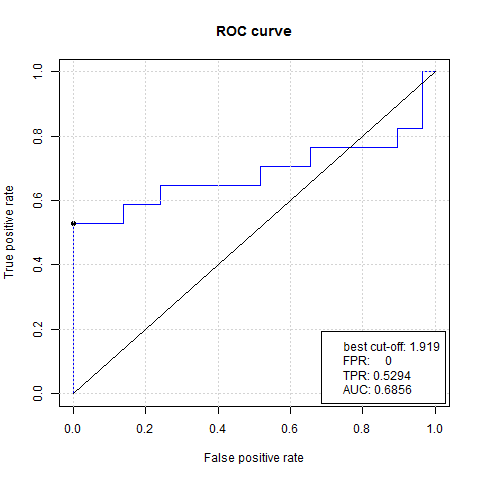 ROC curve
True positive rate
1.0
0.8
0.6
0.4
0.2
0.0
best cut-off: 1.919
FPR: 0
TPR: 0.5294
AUC: 0.6856
0.0 0.2 0.4 0.6 0.8 1.0
False positive rate